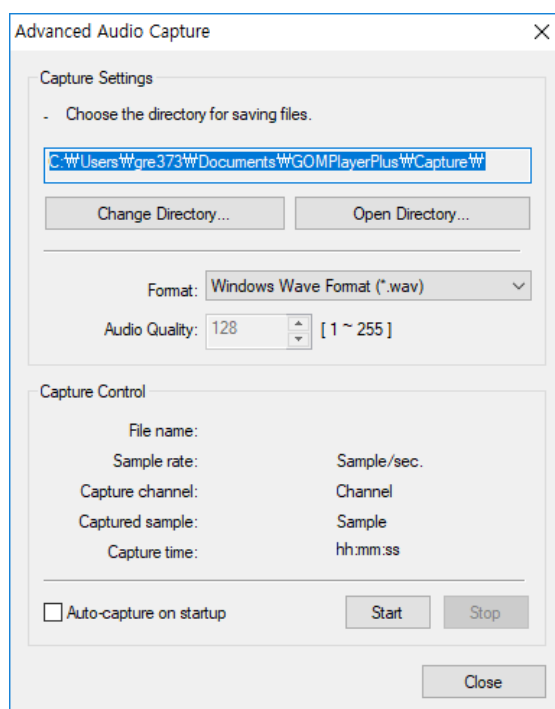 Advanced Audio Capture
Capture Settings
- Choose the directory for saving files.
C:₩Users₩gre373₩Documents₩GOMPlayerPlus₩Capture₩
Change Directory... Open Directory...
Format: Windows Wave Format (*.wav)
Audio Quality: 128 [ 1 ~ 255 ]
Capture Control
File name:
Sample rate: Sample/sec.
Capture channel: Channel
Captured sample: Sample
Capture time: hh:mm:ss
Auto-capture on startup Start Stop
Close